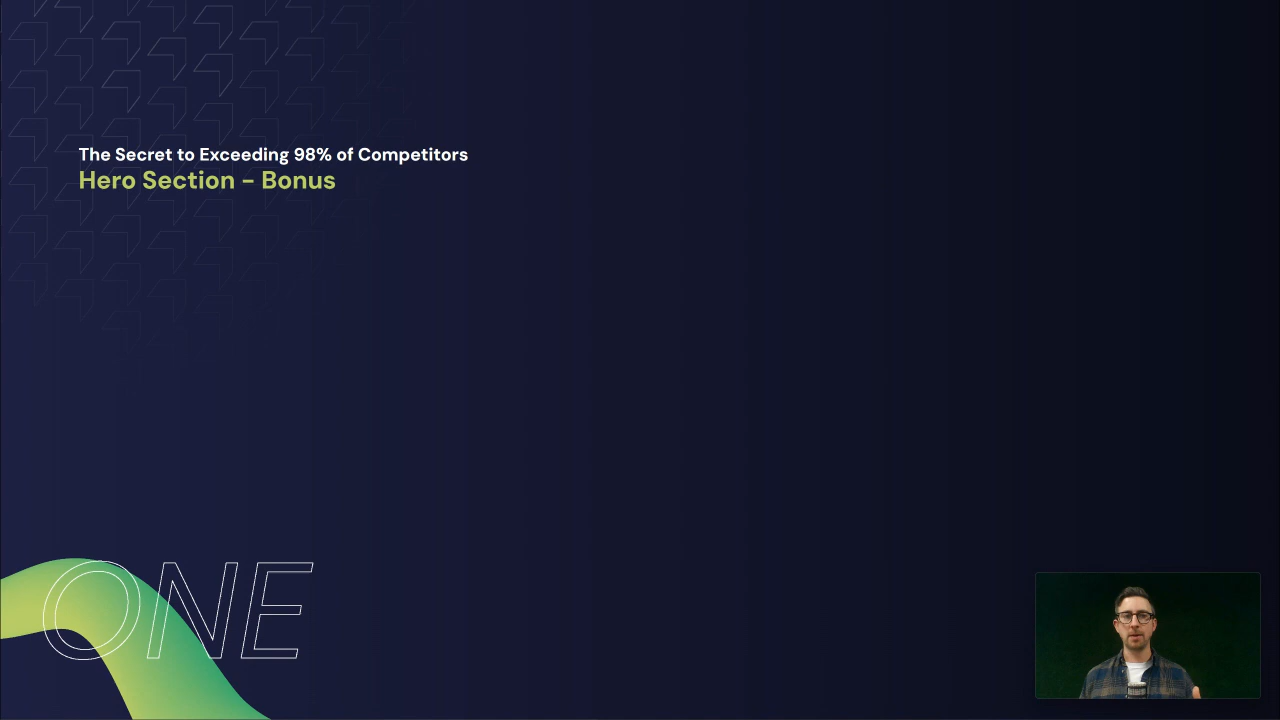 The Secret to Exceeding 98% of Competitors
Hero Section - Bonus
ONE